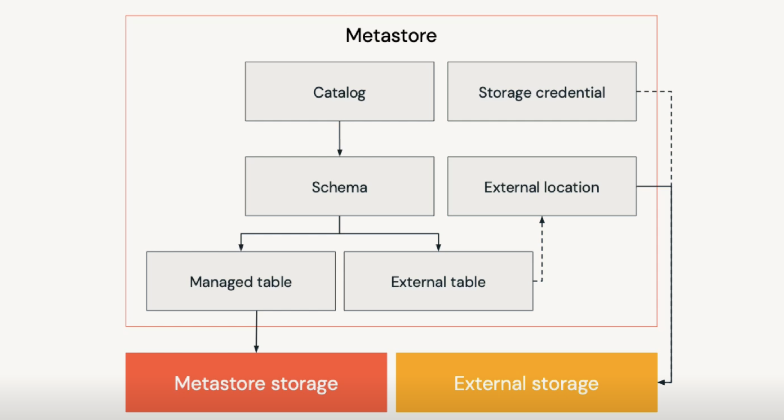 Metastore
Catalog
Storage credential
Schema
External location
Managed table
External table
Metastore storage
External storage